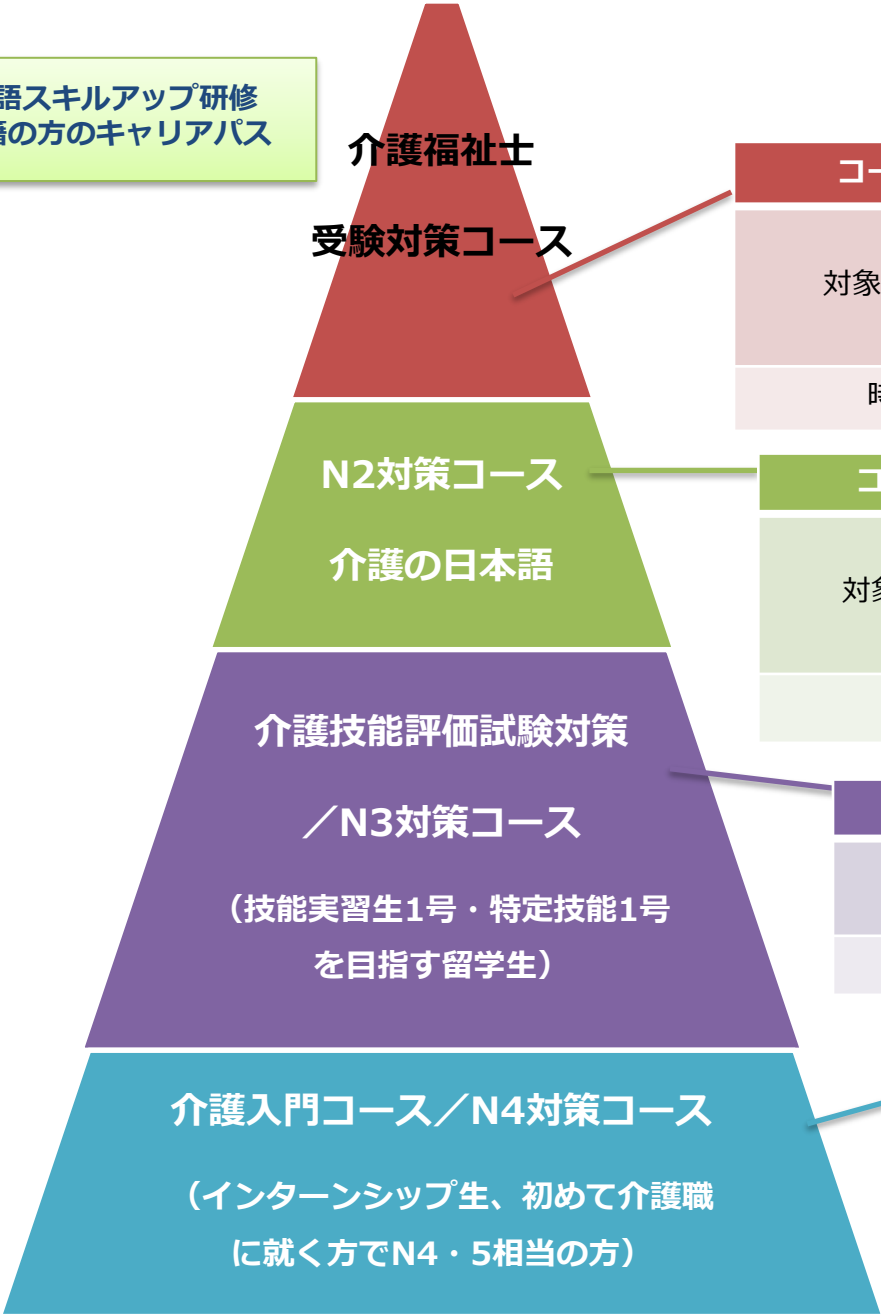 語スキルアップ研修
籍の方のキャリアパス
介護福祉士
受験対策コース
コー
対象
N2対策コース
介護の日本語
コ
対象
介護技能評価試験対策
／N3対策コース
（技能実習生1号・特定技能1号
を目指す留学生）
介護入門コース／N4対策コース
（インターンシップ生、初めて介護職
に就く方でN4・5相当の方）